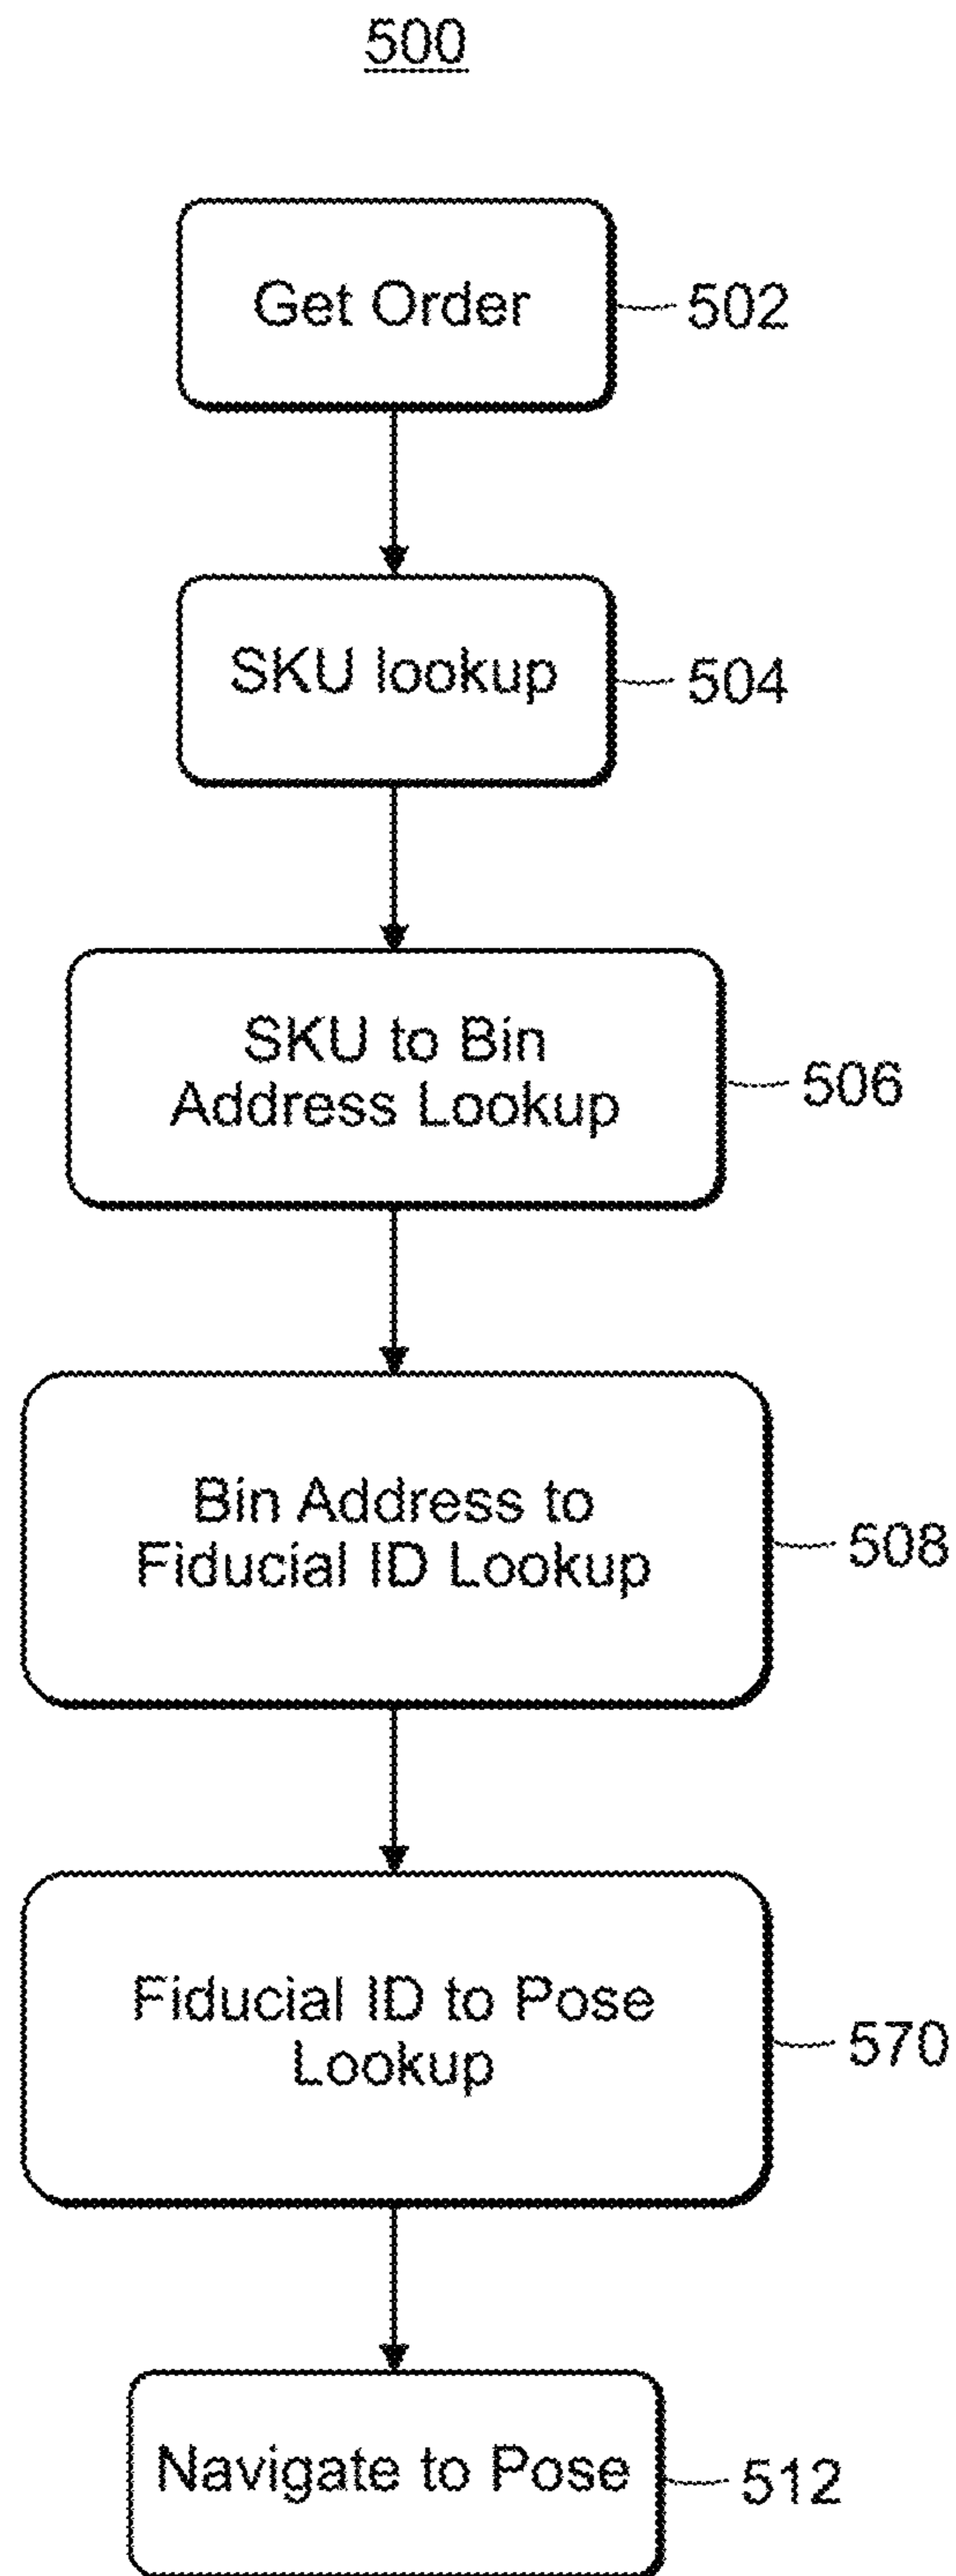 500
Get Order
502
SKU lookup
504
SKU to Bin
Address Lookup
506
Bin Address to
Fiducial ID Lookup
508
Fiducial ID to Pose
Lookup
570
Navigate to Pose
512